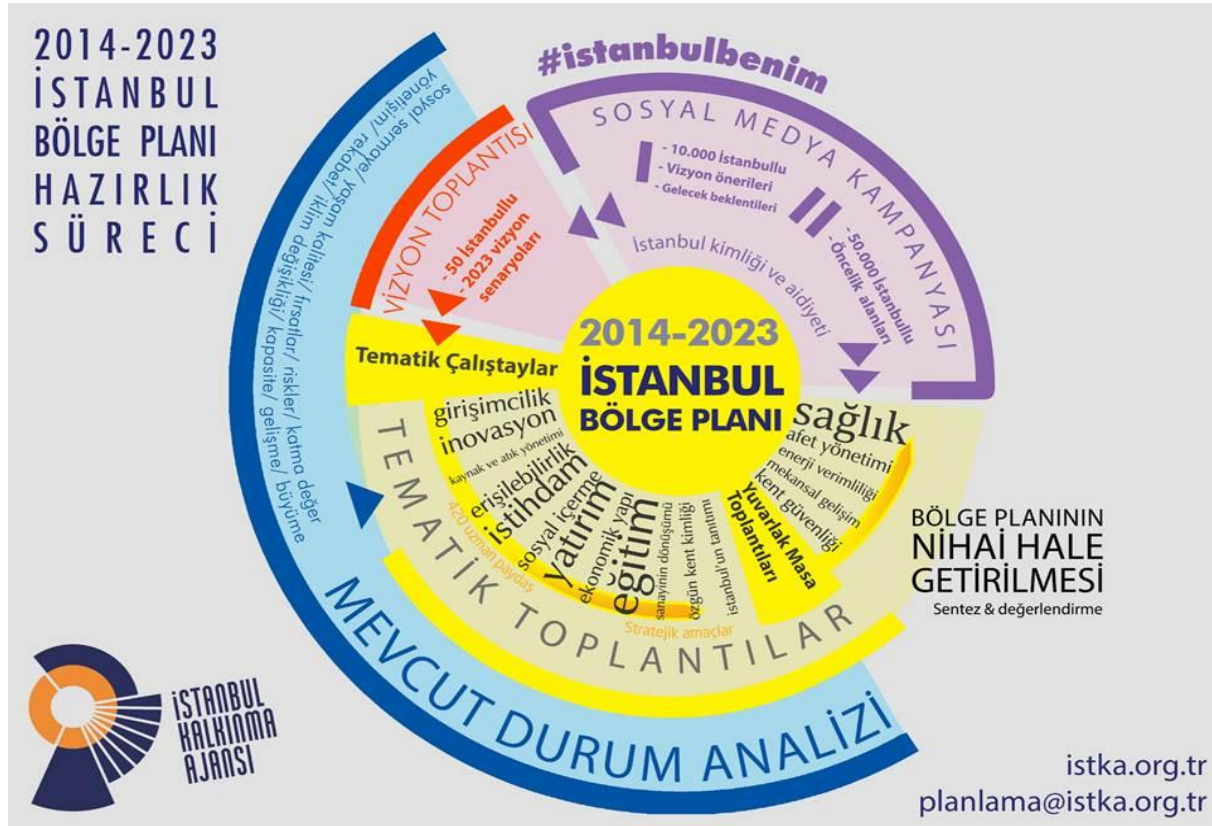 2014-2023
İSTANBUL
BÖLGE PLANI
HAZIRLIK
SÜRECİ
#istanbulbenim
SOSYAL MEDYA KAMPANYASI
I
- 10.000 İstanbullu
- Vizyon önerileri
- Gelecek beklentileri
II
- 50.000 İstanbullu
- Öncelik alanları
İstanbul kimliği ve aidiyeti
VİZYON TOPLANTISI
- 50 İstanbullu
- 2023 vizyon
senaryoları
sosyal sermaye/ yaşam kalitesi/ fırsatlar/ riskler/ katma değer
yönetişim/ rekabet/ iklim değişikliği/ kapasite/ gelişme/ büyüme
2014-2023
İSTANBUL
BÖLGE PLANI
Tematik Çalıştaylar
girişimcilik
inovasyon
kaynak ve atık yönetimi
erişilebilirlik
istihdam
sosyal içerme
yatırım
ekonomik yapı
eğitim
sanayinin dönüşümü
özgün kent kimliği
istanbul'un tanıtımı
Yuvarlak Masa
Toplantıları
kent güvenliği
mekansal gelişim
enerji verimliliği
afet yönetimi
sağlık
420 uzman paydaş
Stratejik amaçlar
TEMATİK TOPLANTILAR
MEVCUT DURUM ANALİZİ
BÖLGE PLANININ
NİHAİ HALE
GETİRİLMESİ
Sentez & değerlendirme
İSTANBUL
KALKINMA
AJANSI
istka.org.tr
planlama@istka.org.tr